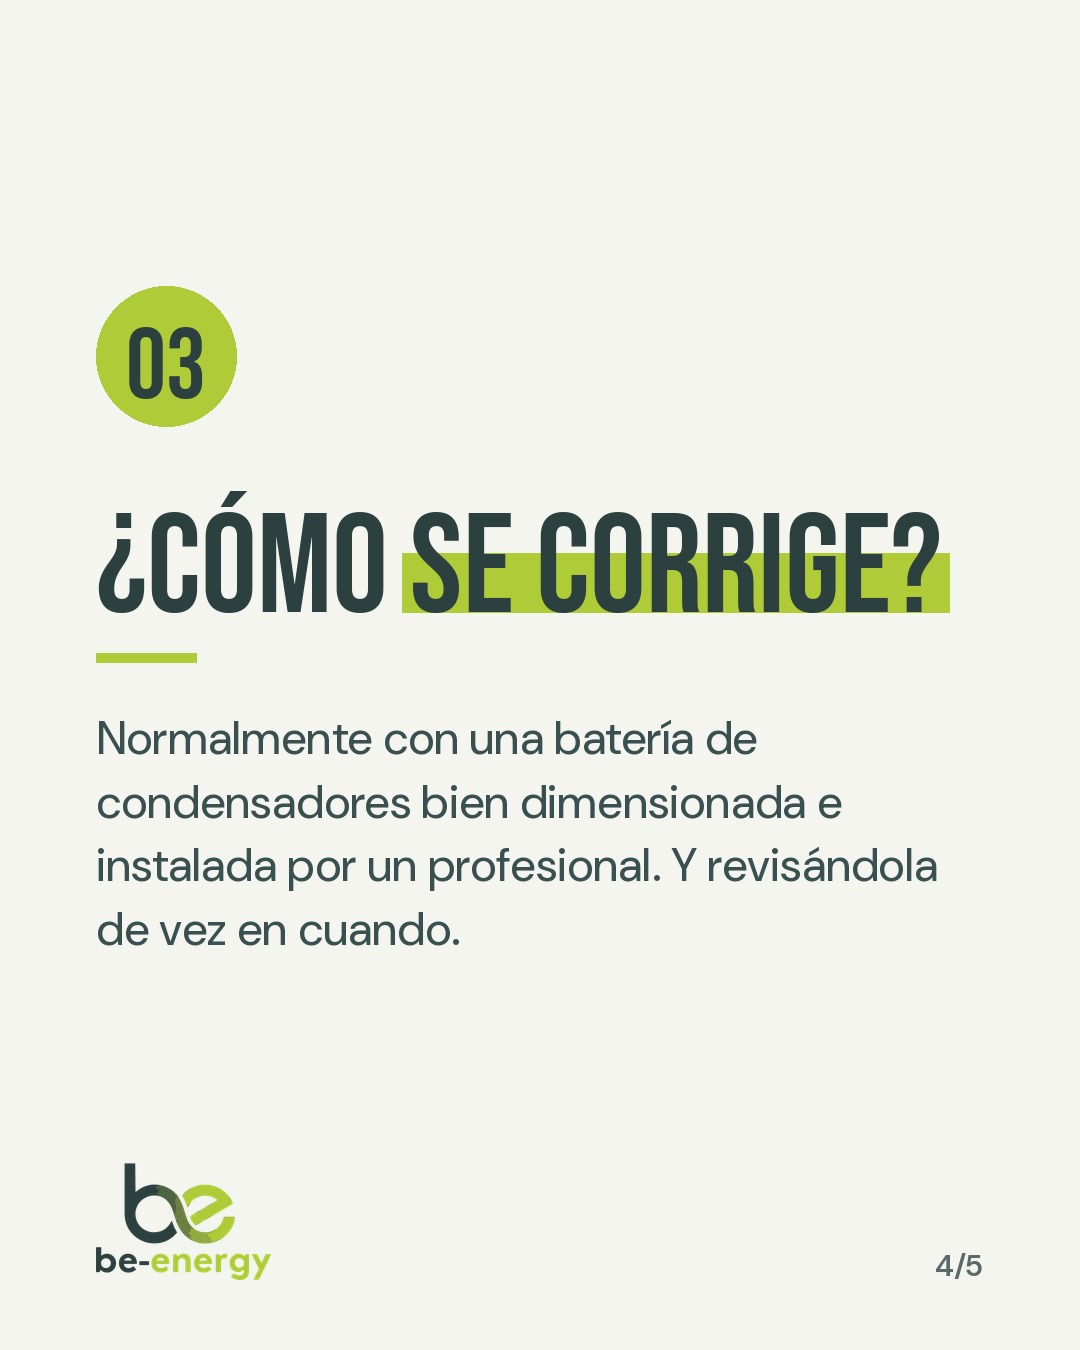 03
¿CÓMO SE CORRIGE?
Normalmente con una batería de
condensadores bien dimensionada e
instalada por un profesional. Y revisándola
de vez en cuando.
be
be-energy
4/5